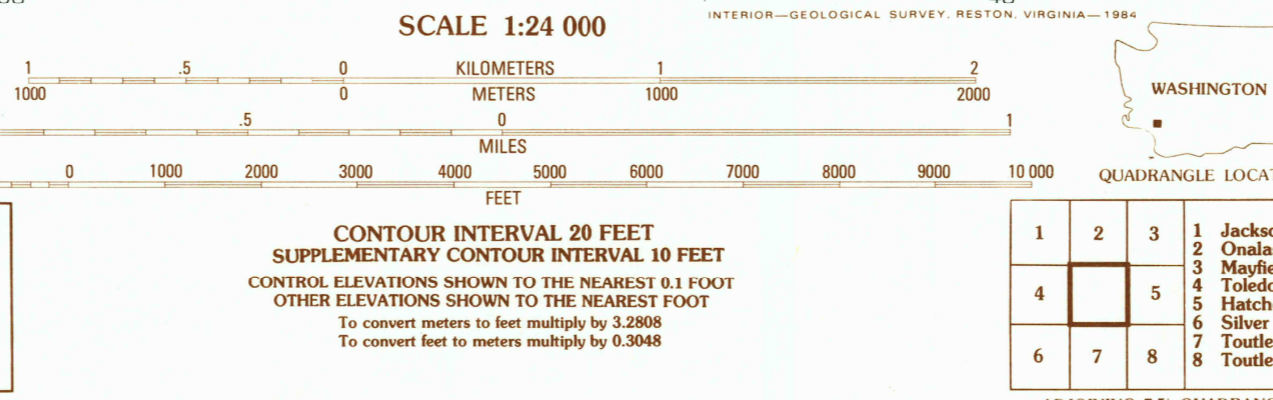 INTERIOR—GEOLOGICAL SURVEY, RESTON, VIRGINIA—1984
SCALE 1:24 000
1 .5 0 KILOMETERS 1 2
1000 0 METERS 1000 2000
.5 0 1
MILES
0 1000 2000 3000 4000 5000 6000 7000 8000 9000 10 000
FEET
WASHINGTON
QUADRANGLE LOCAT
CONTOUR INTERVAL 20 FEET
SUPPLEMENTARY CONTOUR INTERVAL 10 FEET
CONTROL ELEVATIONS SHOWN TO THE NEAREST 0.1 FOOT
OTHER ELEVATIONS SHOWN TO THE NEAREST FOOT
To convert meters to feet multiply by 3.2808
To convert feet to meters multiply by 0.3048
1 2 3
4 5
6 7 8
1 Jackso
2 Onala
3 Mayfie
4 Toledo
5 Hatch
6 Silver
7 Toutle
8 Toutle